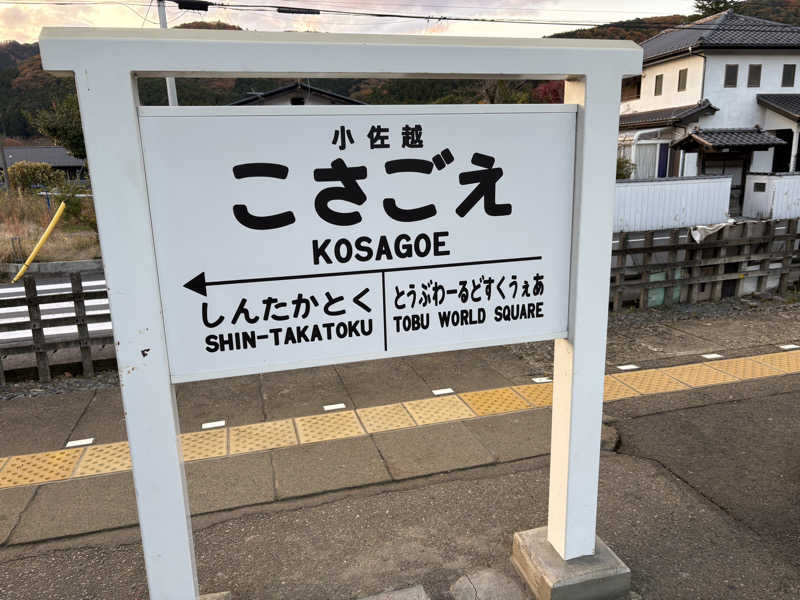 小佐越
こさごえ
KOSAGOE
しんたかとく
SHIN-TAKATOKU
とうぶわーるどすくうぇあ
TOBU WORLD SQUARE